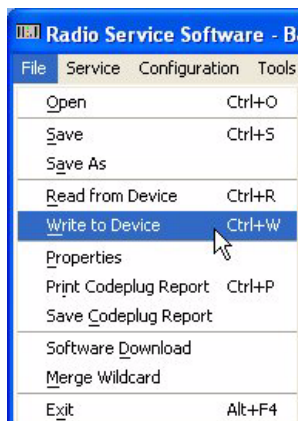 Radio Service Software - Ba
File Service Configuration Tools
Open Ctrl+O
Save Ctrl+S
Save As
Read from Device Ctrl+R
Write to Device Ctrl+W
Properties
Print Codeplug Report Ctrl+P
Save Codeplug Report
Software Download
Merge Wildcard
Exit Alt+F4